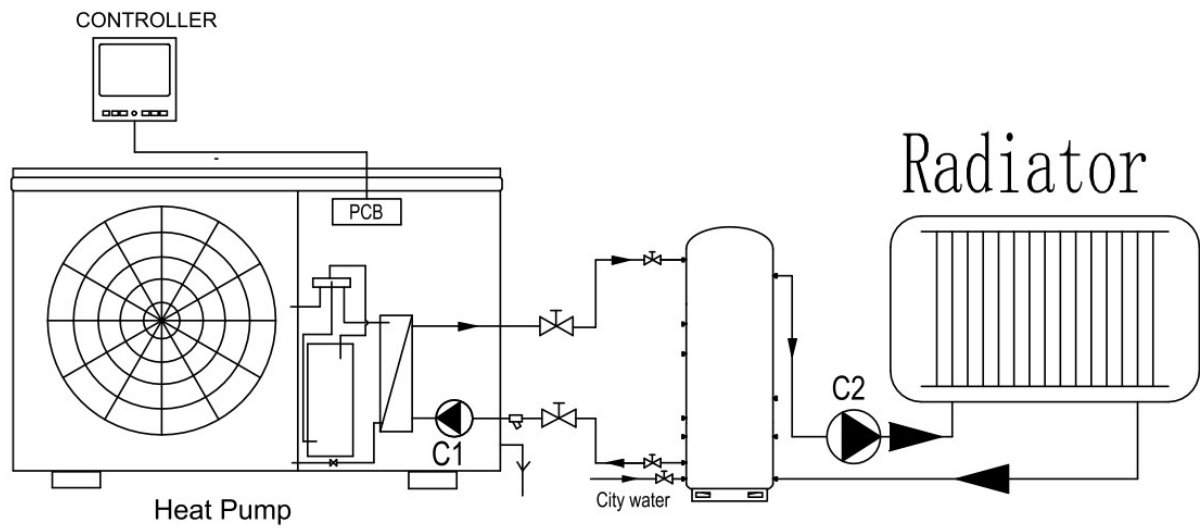 CONTROLLER
Radiator
PCB
C2
C1
City water
Heat Pump